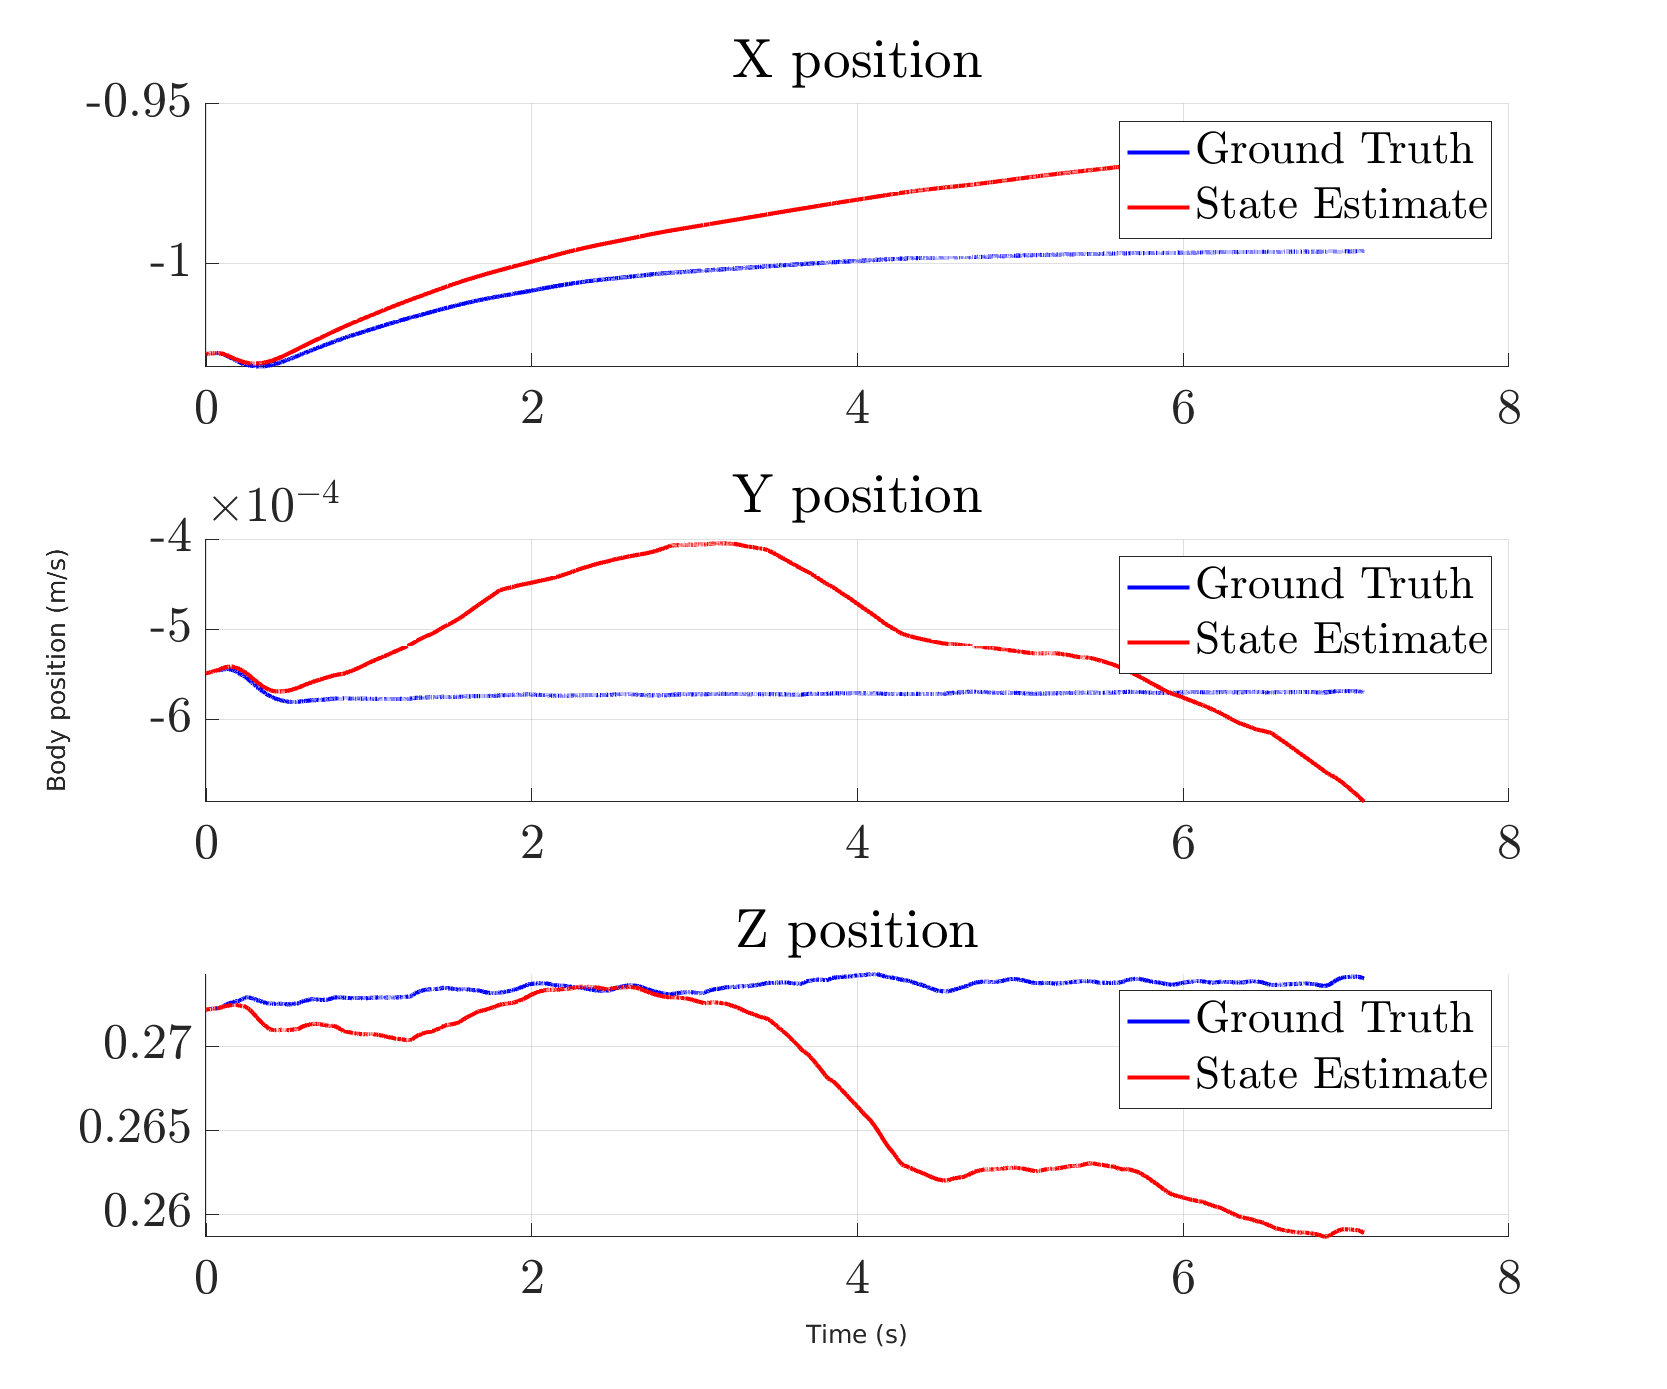 X position
-0.95
-1
Ground Truth
State Estimate
0 2 4 6 8
Y position
×10⁻⁴
-4
-5
-6
Ground Truth
State Estimate
0 2 4 6 8
Body position (m/s)
Z position
0.27
0.265
0.26
Ground Truth
State Estimate
0 2 4 6 8
Time (s)